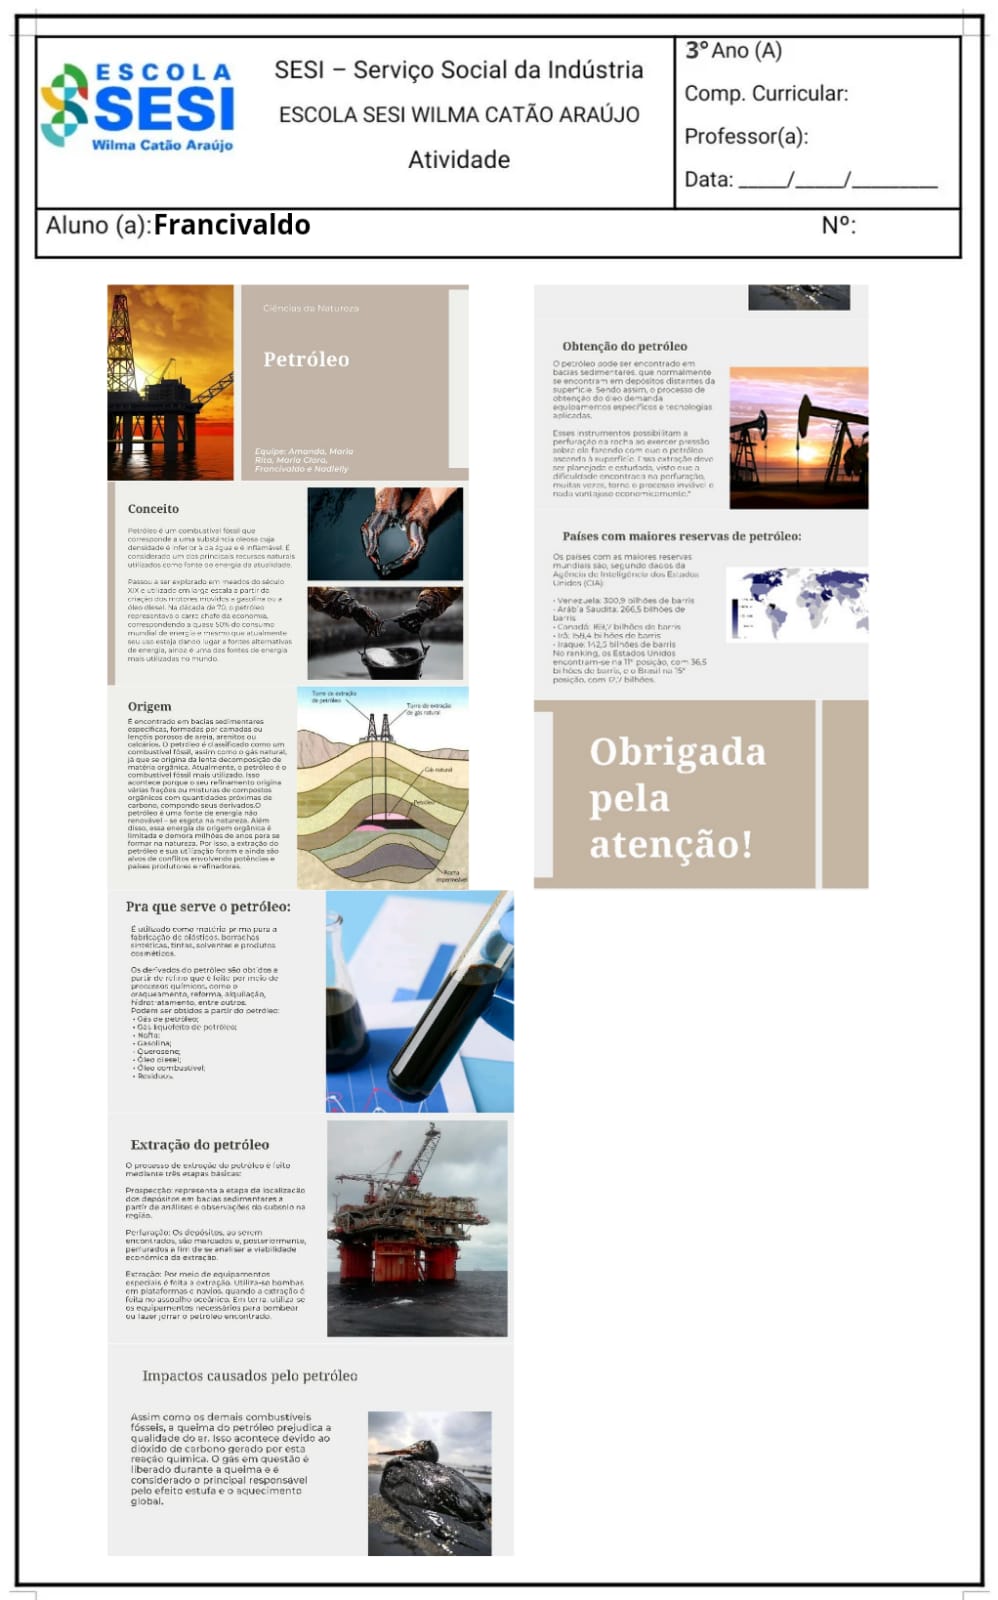 ESCOLA
SESI
Wilma Catão Araújo
SESI – Serviço Social da Indústria
ESCOLA SESI WILMA CATÃO ARAÚJO
Atividade
3° Ano (A)
Comp. Curricular:
Professor(a):
Data: _____/_____/_________
Aluno (a): Francivaldo
Nº:
Ciências da Natureza
Petróleo
Equipe: Amanda, Maria
Rita, Maria Clara,
Francivaldo e Nadielly
Conceito
Petróleo é um combustível fóssil que
corresponde a uma substância oleosa cuja
densidade é inferior à da água e é inflamável. É
considerado um dos principais recursos naturais
utilizados como fonte de energia da atualidade.
Passou a ser explorado em meados do século
XIX e utilizado em larga escala a partir da
criação dos motores movidos a gasolina ou a
óleo diesel. Na década de 70, o petróleo
representava o carro chefe da economia,
correspondendo a quase 50% do consumo
mundial de energia e mesmo que atualmente
seu uso esteja dando lugar a fontes alternativas
de energia, ainda é uma das fontes de energia
mais utilizadas no mundo.
Origem
É encontrado em bacias sedimentares
específicas, formadas por camadas ou
lençóis porosos de areia, arenitos ou
calcários. O petróleo é classificado como um
combustível fóssil, assim como o gás natural,
já que se origina da lenta decomposição de
matéria orgânica. Atualmente, o petróleo é o
combustível fóssil mais utilizado. Isso
acontece porque o seu refinamento origina
várias frações ou misturas de compostos
orgânicos com quantidades próximas de
carbono, compondo seus derivados.O
petróleo é uma fonte de energia não
renovável – se esgota na natureza. Além
disso, essa energia de origem orgânica é
limitada e demora milhões de anos para se
formar na natureza. Por isso, a extração do
petróleo e sua utilização foram e ainda são
alvos de conflitos envolvendo potências e
países produtores e refinadores.
Torre de extração
de petróleo
Torre de extração
de gás natural
Gás natural
Petróleo
Rocha
impermeável
Pra que serve o petróleo:
É utilizado como matéria-prima para a
fabricação de plásticos, borrachas
sintéticas, tintas, solventes e produtos
cosméticos.
Os derivados do petróleo são obtidos a
partir do refino que é feito por meio de
processos químicos, como o
craqueamento, reforma, alquilação,
hidrotratamento, entre outros.
Podem ser obtidos a partir do petróleo:
• Gás de petróleo;
• Gás liquefeito de petróleo;
• Nafta;
• Gasolina;
• Querosene;
• Óleo diesel;
• Óleo combustível;
• Resíduos.
Extração do petróleo
O processo de extração do petróleo é feito
mediante três etapas básicas:
Prospecção: representa a etapa de localização
dos depósitos em bacias sedimentares a
partir de análises e observações do subsolo na
região.
Perfuração: Os depósitos, ao serem
encontrados, são marcados e, posteriormente,
perfurados a fim de se analisar a viabilidade
econômica da extração.
Extração: Por meio de equipamentos
especiais é feita a extração. Utiliza-se bombas
em plataformas e navios, quando a extração é
feita no assoalho oceânico. Em terra, utiliza-se
os equipamentos necessários para bombear
ou fazer jorrar o petróleo encontrado.
Impactos causados pelo petróleo
Assim como os demais combustíveis
fósseis, a queima do petróleo prejudica a
qualidade do ar. Isso acontece devido ao
dióxido de carbono gerado por esta
reação química. O gás em questão é
liberado durante a queima e é
considerado o principal responsável
pelo efeito estufa e o aquecimento
global.
Obtenção do petróleo
O petróleo pode ser encontrado em
bacias sedimentares, que normalmente
se encontram em depósitos distantes da
superfície. Sendo assim, o processo de
obtenção do óleo demanda
equipamentos específicos e tecnologias
aplicadas.
Esses instrumentos possibilitam a
perfuração na rocha ao exercer pressão
sobre ela fazendo com que o petróleo
ascenda à superfície. Essa extração deve
ser planejada e estudada, visto que a
dificuldade encontrada na perfuração,
muitas vezes, torna o processo inviável e
nada vantajoso economicamente."
Países com maiores reservas de petróleo:
Os países com as maiores reservas
mundiais são, segundo dados da
Agência de Inteligência dos Estados
Unidos (CIA):
• Venezuela: 300,9 bilhões de barris
• Arábia Saudita: 266,5 bilhões de
barris
• Canadá: 169,7 bilhões de barris
• Irã: 158,4 bilhões de barris
• Iraque: 142,5 bilhões de barris
No ranking, os Estados Unidos
encontram-se na 11ª posição, com 36,5
bilhões de barris, e o Brasil na 15ª
posição, com 12,7 bilhões.
Obrigada
pela
atenção!